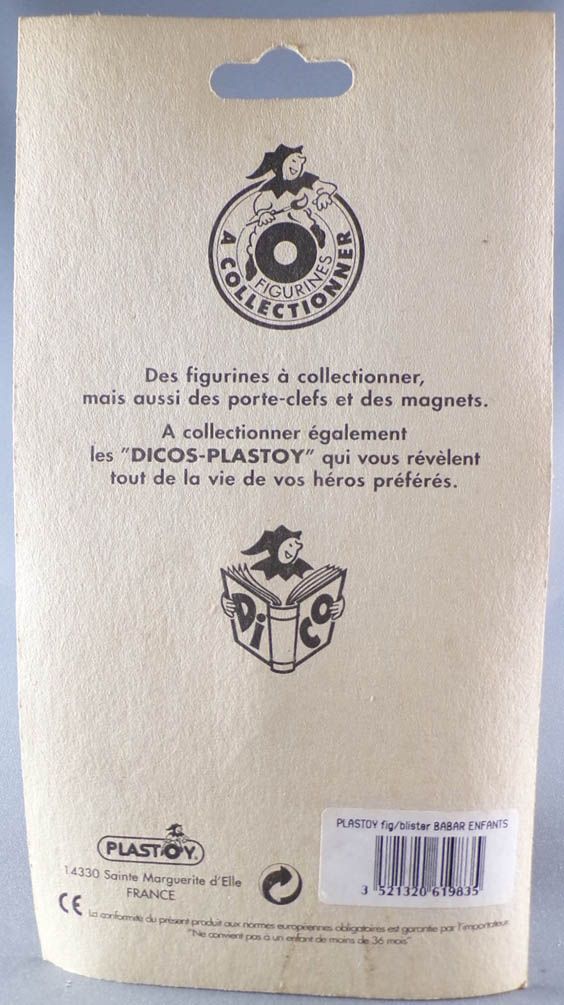 FIGURINES
A COLLECTIONNER
Des figurines à collectionner,
mais aussi des porte-clefs et des magnets.
A collectionner également
les "DICOS-PLASTOY" qui vous révèlent
tout de la vie de vos héros préférés.
DiCO
PLASTOY.
14330 Sainte Marguerite d'Elle
FRANCE
PLASTOY fig/blister BABAR ENFANTS
3 521320 619835
CE La conformité du présent produit aux normes européennes obligatoires est garantie par l'importateur
"Ne convient pas à un enfant de moins de 36 mois"